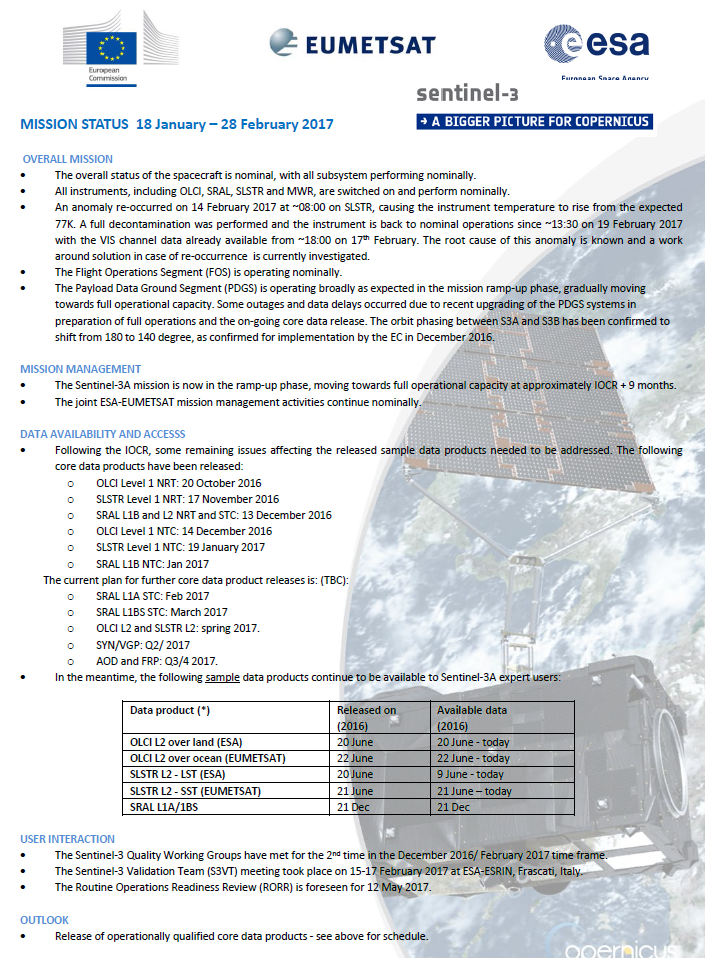 European
Commission
EUMETSAT
esa
European Space Agency
sentinel-3
→ A BIGGER PICTURE FOR COPERNICUS
MISSION STATUS 18 January – 28 February 2017
OVERALL MISSION
• The overall status of the spacecraft is nominal, with all subsystem performing nominally.
• All instruments, including OLCI, SRAL, SLSTR and MWR, are switched on and perform nominally.
• An anomaly re-occurred on 14 February 2017 at ~08:00 on SLSTR, causing the instrument temperature to rise from the expected
77K. A full decontamination was performed and the instrument is back to nominal operations since ~13:30 on 19 February 2017
with the VIS channel data already available from ~18:00 on 17th February. The root cause of this anomaly is known and a work
around solution in case of re-occurrence is currently investigated.
• The Flight Operations Segment (FOS) is operating nominally.
• The Payload Data Ground Segment (PDGS) is operating broadly as expected in the mission ramp-up phase, gradually moving
towards full operational capacity. Some outages and data delays occurred due to recent upgrading of the PDGS systems in
preparation of full operations and the on-going core data release. The orbit phasing between S3A and S3B has been confirmed to
shift from 180 to 140 degree, as confirmed for implementation by the EC in December 2016.
MISSION MANAGEMENT
• The Sentinel-3A mission is now in the ramp-up phase, moving towards full operational capacity at approximately IOCR + 9 months.
• The joint ESA-EUMETSAT mission management activities continue nominally.
DATA AVAILABILITY AND ACCESSS
• Following the IOCR, some remaining issues affecting the released sample data products needed to be addressed. The following
core data products have been released:
o OLCI Level 1 NRT: 20 October 2016
o SLSTR Level 1 NRT: 17 November 2016
o SRAL L1B and L2 NRT and STC: 13 December 2016
o OLCI Level 1 NTC: 14 December 2016
o SLSTR Level 1 NTC: 19 January 2017
o SRAL L1B NTC: Jan 2017
The current plan for further core data product releases is: (TBC):
o SRAL L1A STC: Feb 2017
o SRAL L1BS STC: March 2017
o OLCI L2 and SLSTR L2: spring 2017.
o SYN/VGP: Q2/ 2017
o AOD and FRP: Q3/4 2017.
• In the meantime, the following sample data products continue to be available to Sentinel-3A expert users:
Data product (*) Released on Available data
(2016) (2016)
OLCI L2 over land (ESA) 20 June 20 June - today
OLCI L2 over ocean (EUMETSAT) 22 June 22 June - today
SLSTR L2 - LST (ESA) 20 June 9 June - today
SLSTR L2 - SST (EUMETSAT) 21 June 21 June – today
SRAL L1A/1BS 21 Dec 21 Dec
USER INTERACTION
• The Sentinel-3 Quality Working Groups have met for the 2nd time in the December 2016/ February 2017 time frame.
• The Sentinel-3 Validation Team (S3VT) meeting took place on 15-17 February 2017 at ESA-ESRIN, Frascati, Italy.
• The Routine Operations Readiness Review (RORR) is foreseen for 12 May 2017.
OUTLOOK
• Release of operationally qualified core data products - see above for schedule.
opernicus